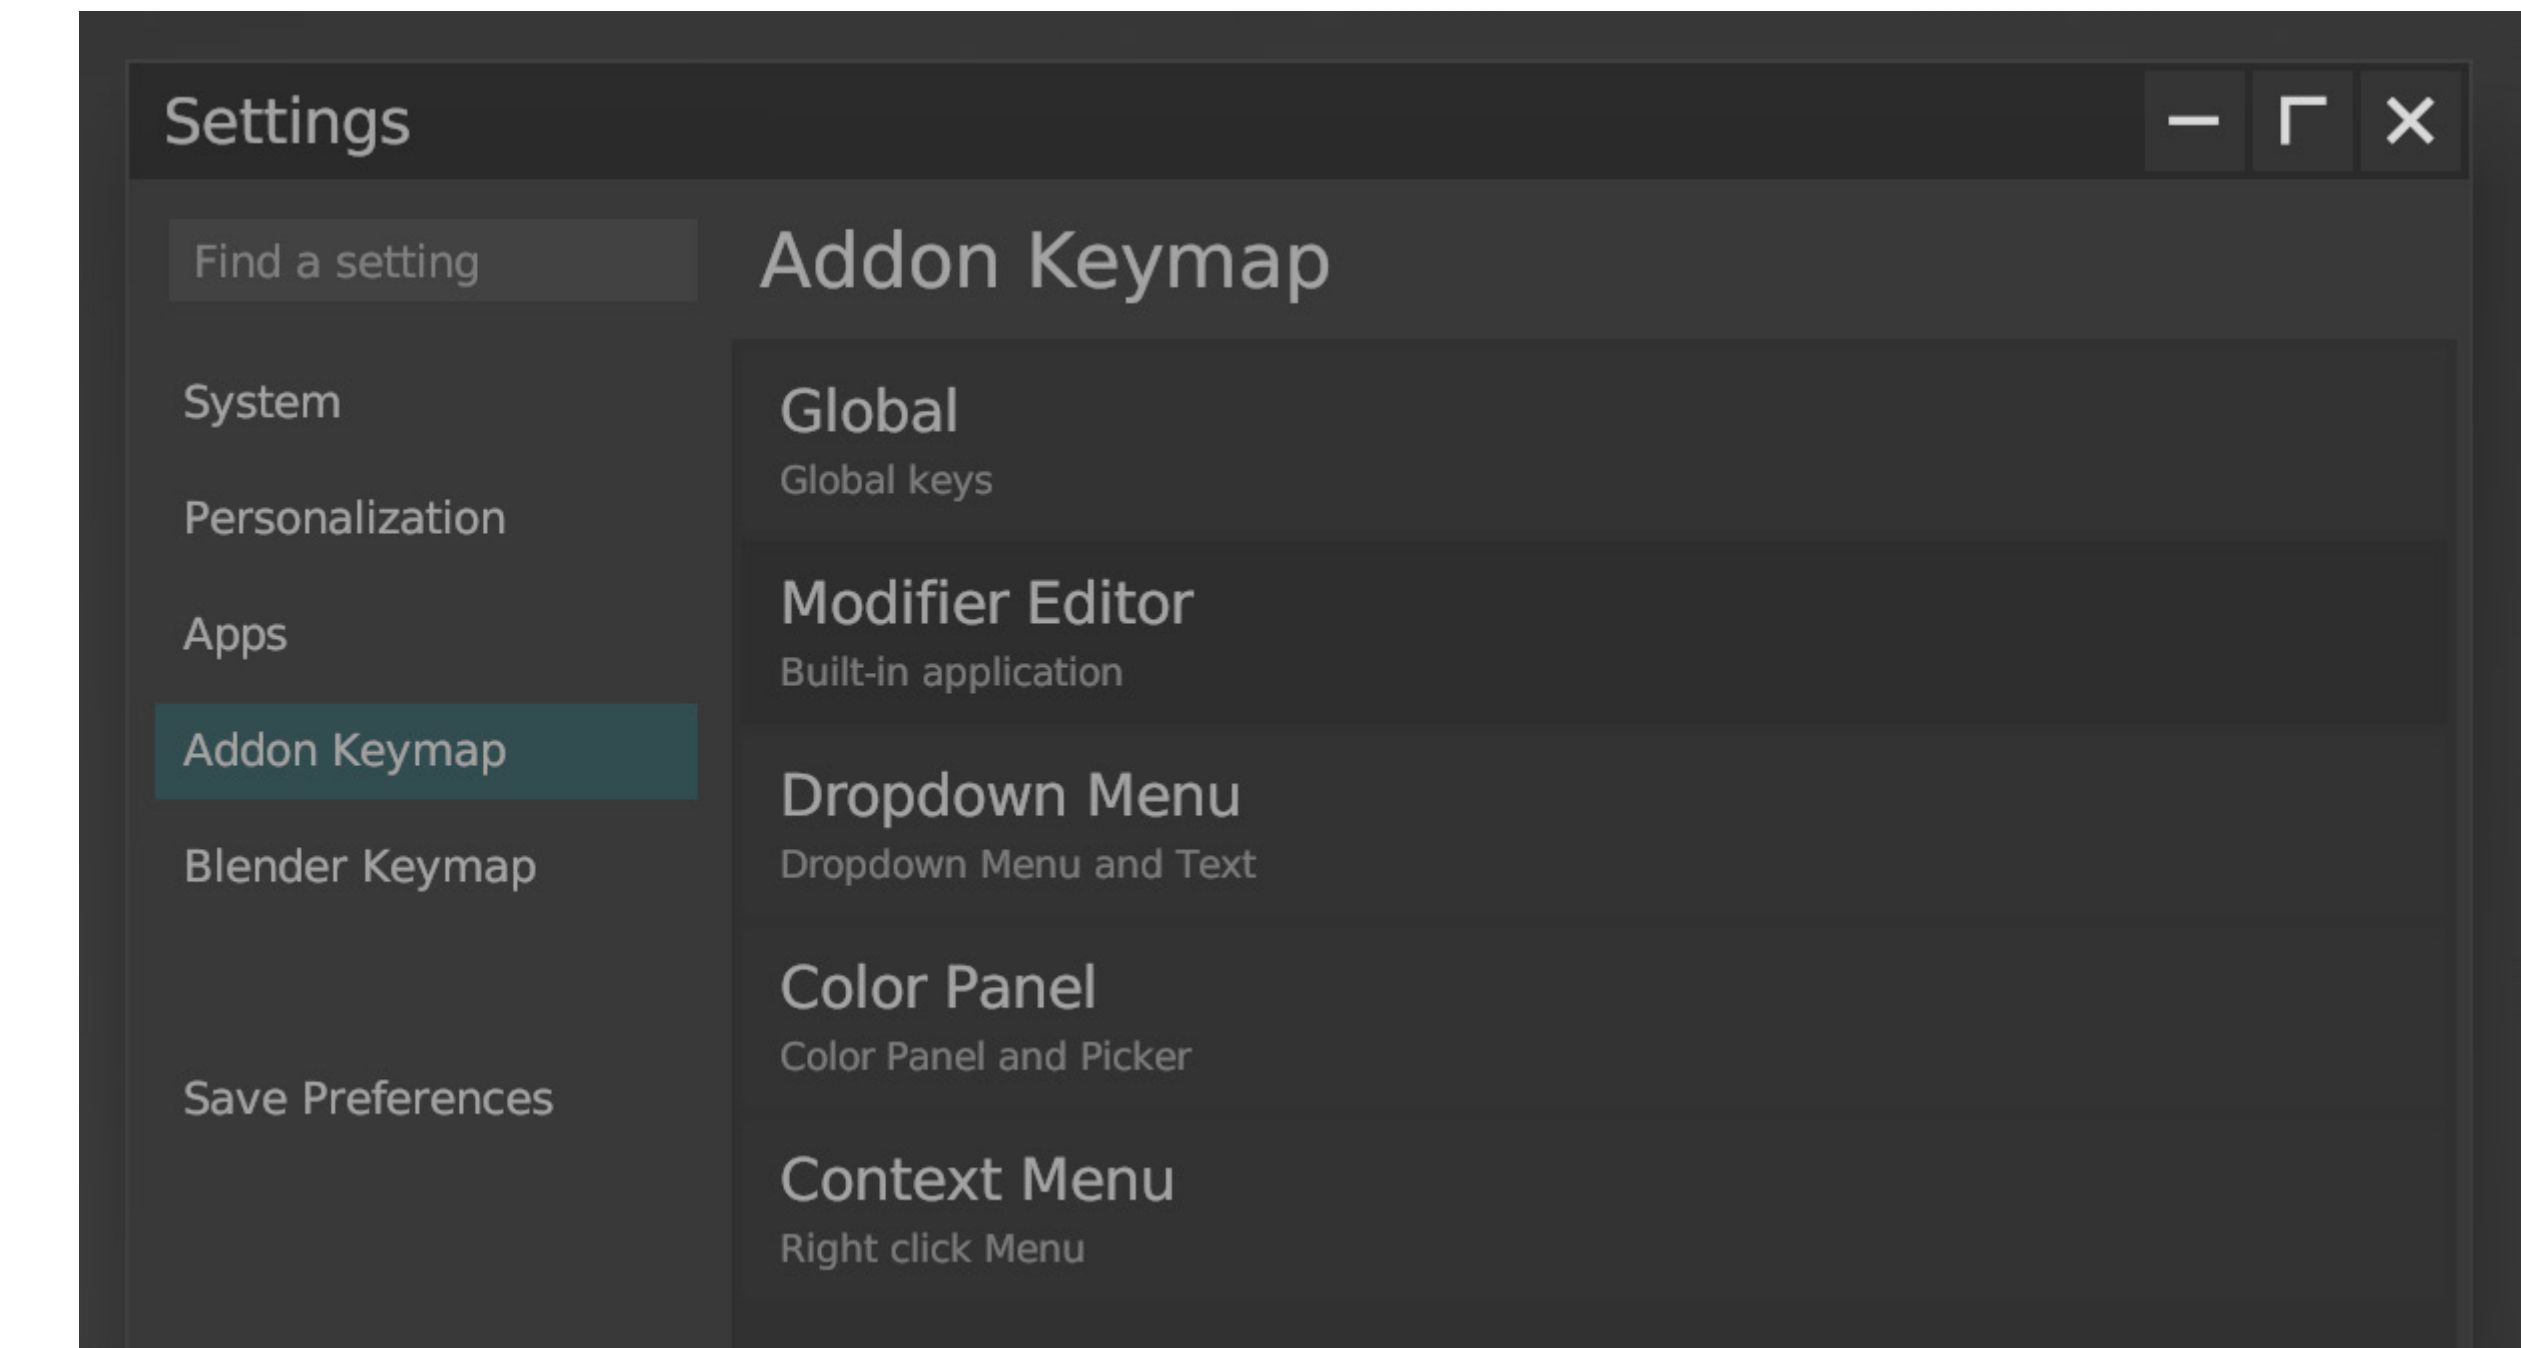 Settings
Find a setting
System
Personalization
Apps
Addon Keymap
Blender Keymap
Save Preferences
Addon Keymap
Global
Global keys
Modifier Editor
Built-in application
Dropdown Menu
Dropdown Menu and Text
Color Panel
Color Panel and Picker
Context Menu
Right click Menu